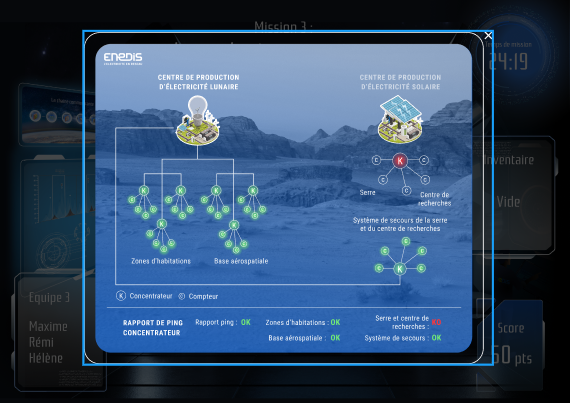 Mission 3 :
Temps de mission
24:19
ENEDIS
L'ELECTRICITE EN RESEAU
CENTRE DE PRODUCTION
D'ÉLECTRICITÉ LUNAIRE
CENTRE DE PRODUCTION
D'ÉLECTRICITÉ SOLAIRE
Inventaire
Vide
Serre
Centre de
recherches
Système de secours de la serre
et du centre de recherches
Zones d'habitations
Base aérospatiale
K Concentrateur C Compteur
Equipe 3
Maxime
Rémi
Hélène
RAPPORT DE PING
CONCENTRATEUR
Rapport ping : OK
Zones d'habitations : OK
Base aérospatiale : OK
Serre et centre de
recherches : NO
Système de secours : OK
Score
50 pts